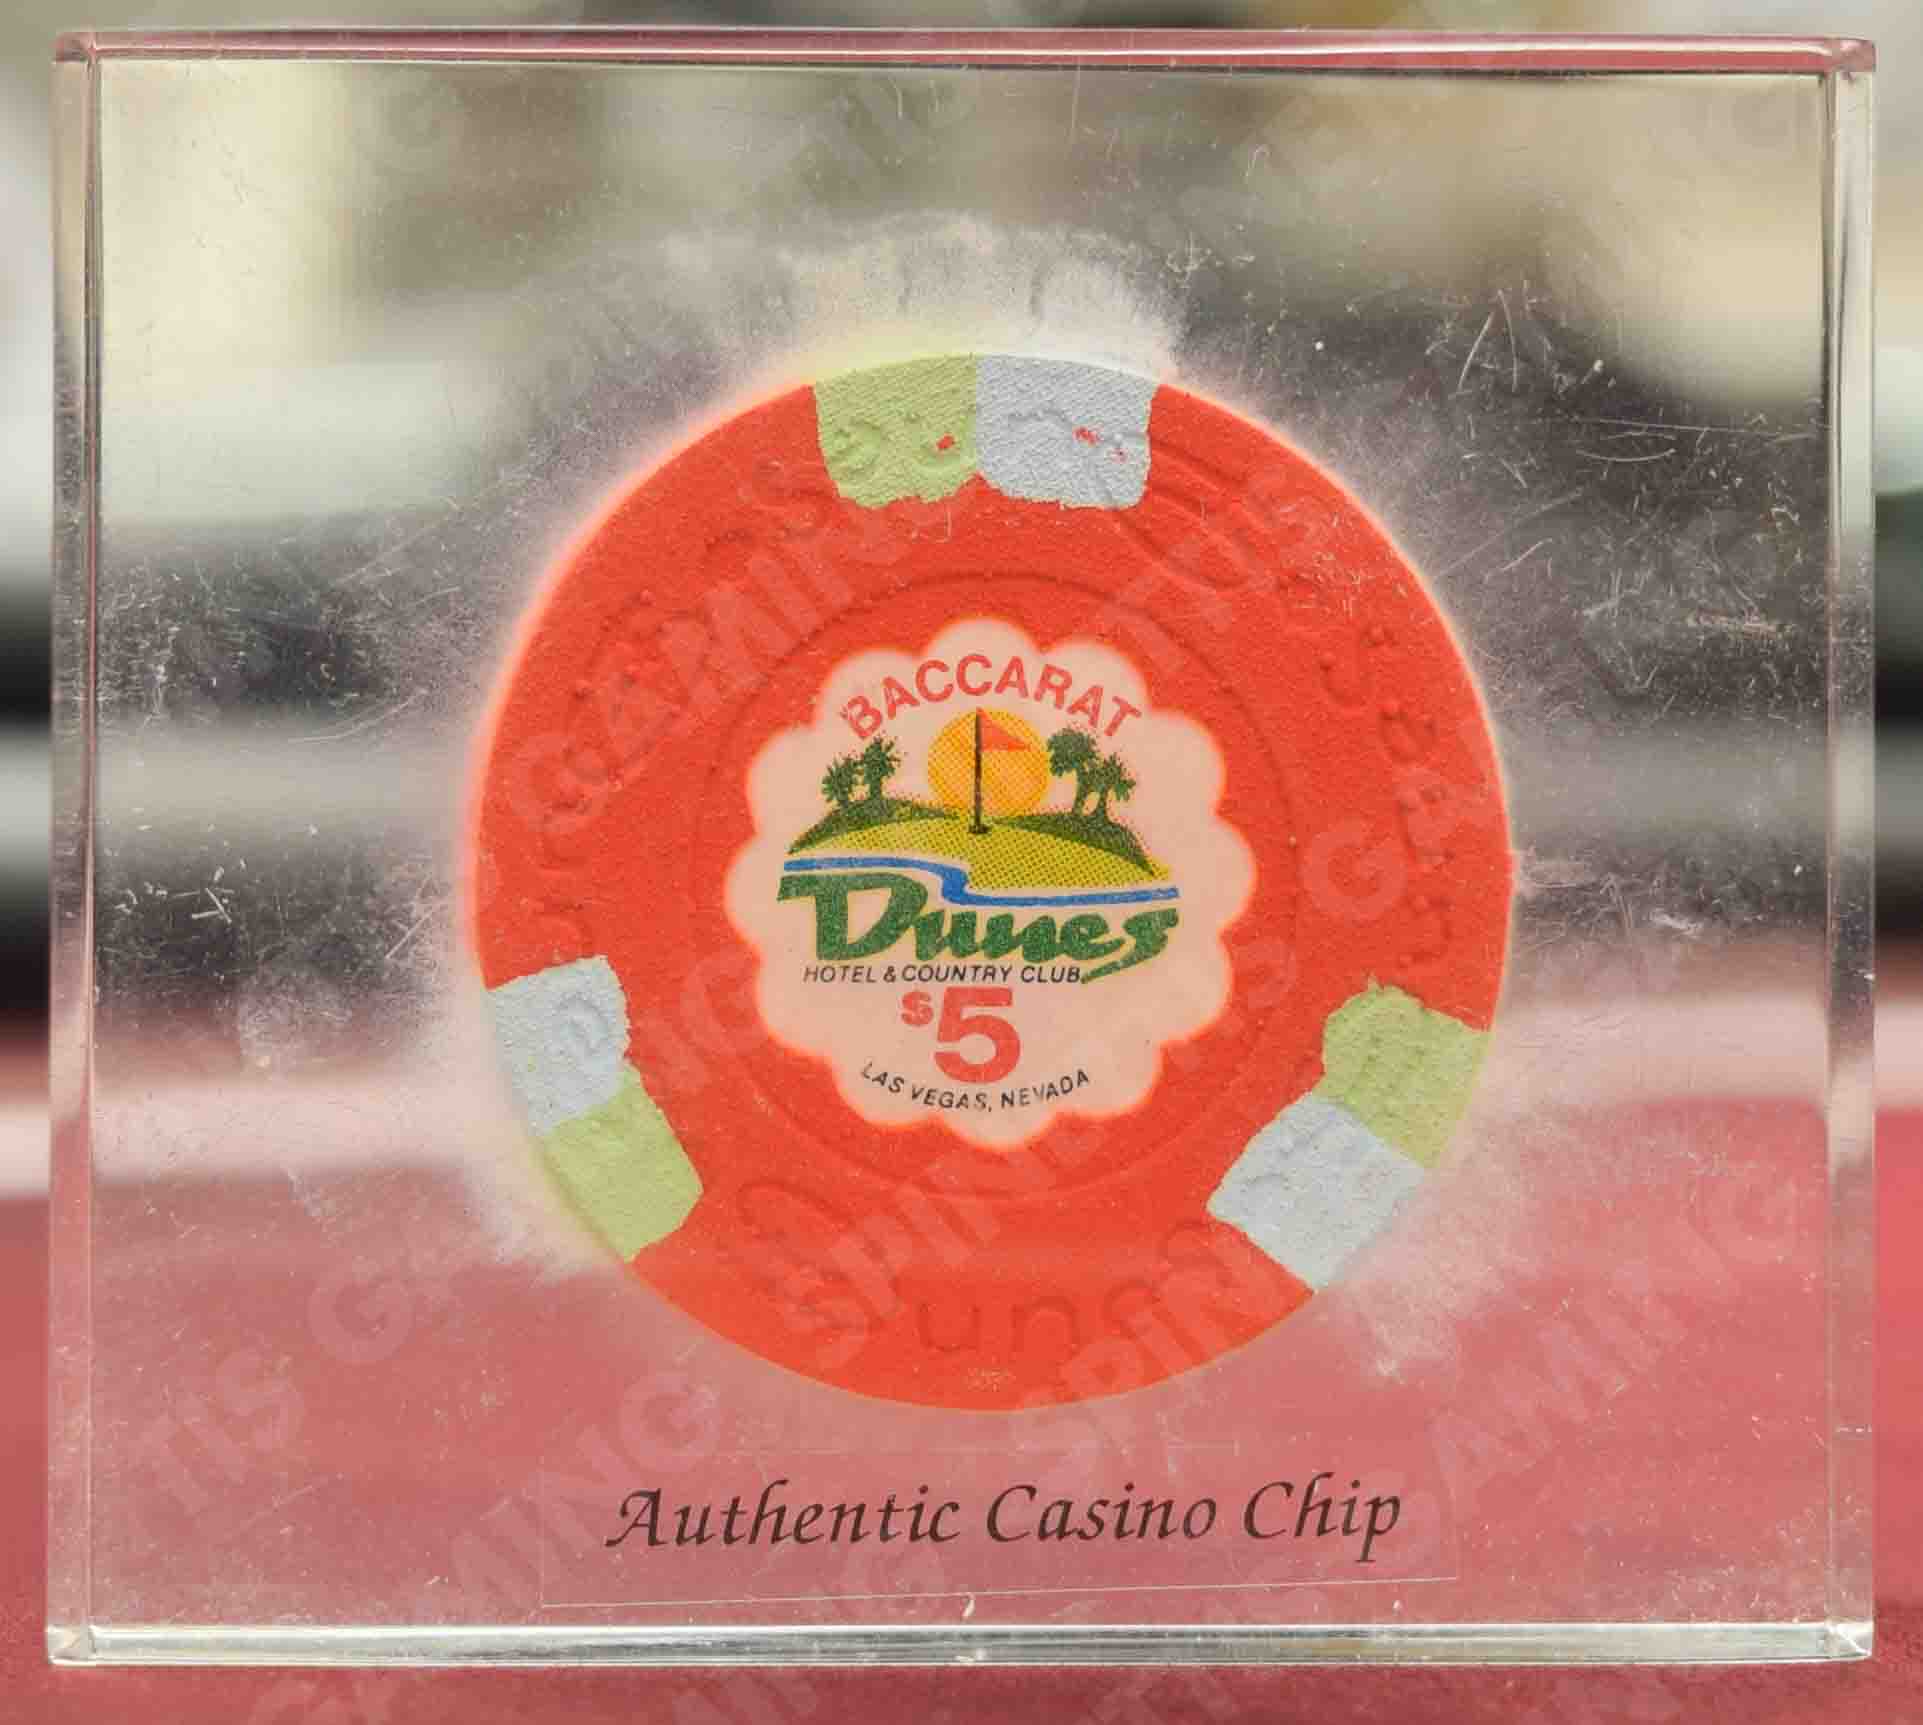 BACCARAT
Dunes
HOTEL & COUNTRY CLUB
$5
LAS VEGAS, NEVADA
Authentic Casino Chip